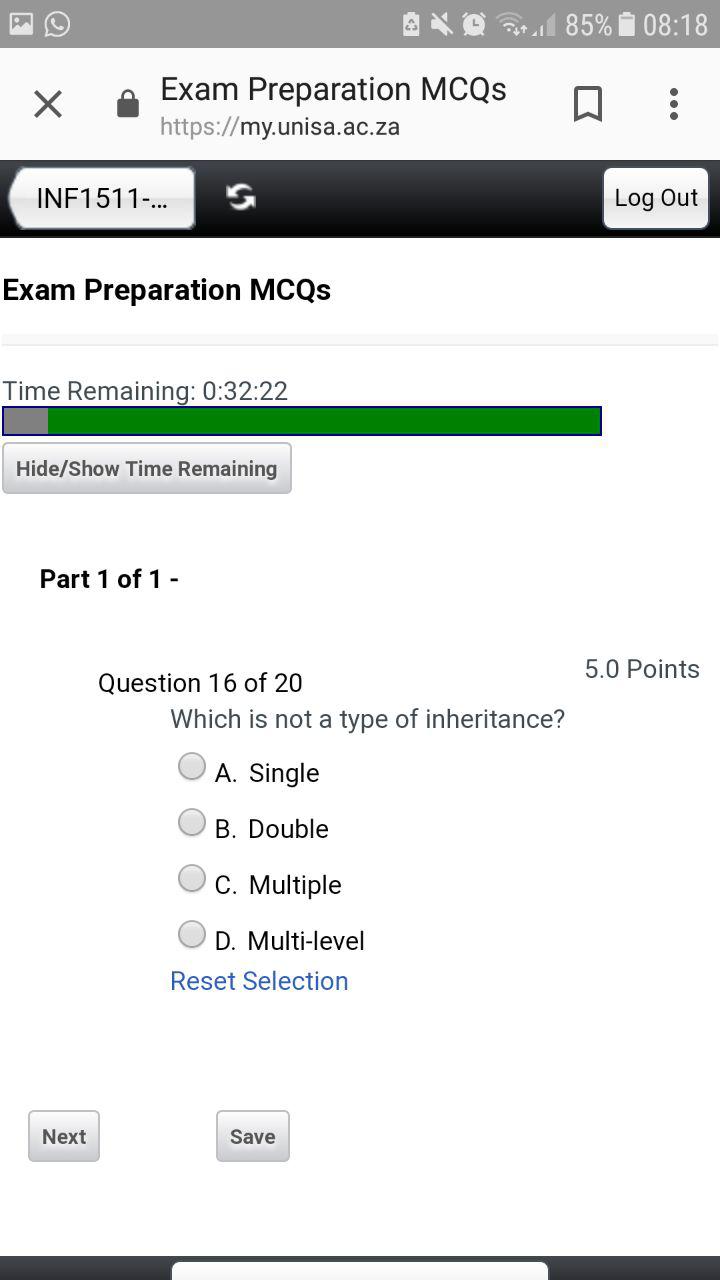 85% 08:18
Exam Preparation MCQs
https://my.unisa.ac.za
INF1511-...
Log Out
Exam Preparation MCQs
Time Remaining: 0:32:22
Hide/Show Time Remaining
Part 1 of 1 -
5.0 Points
Question 16 of 20
Which is not a type of inheritance?
A. Single
B. Double
C. Multiple
D. Multi-level
Reset Selection
Next Save